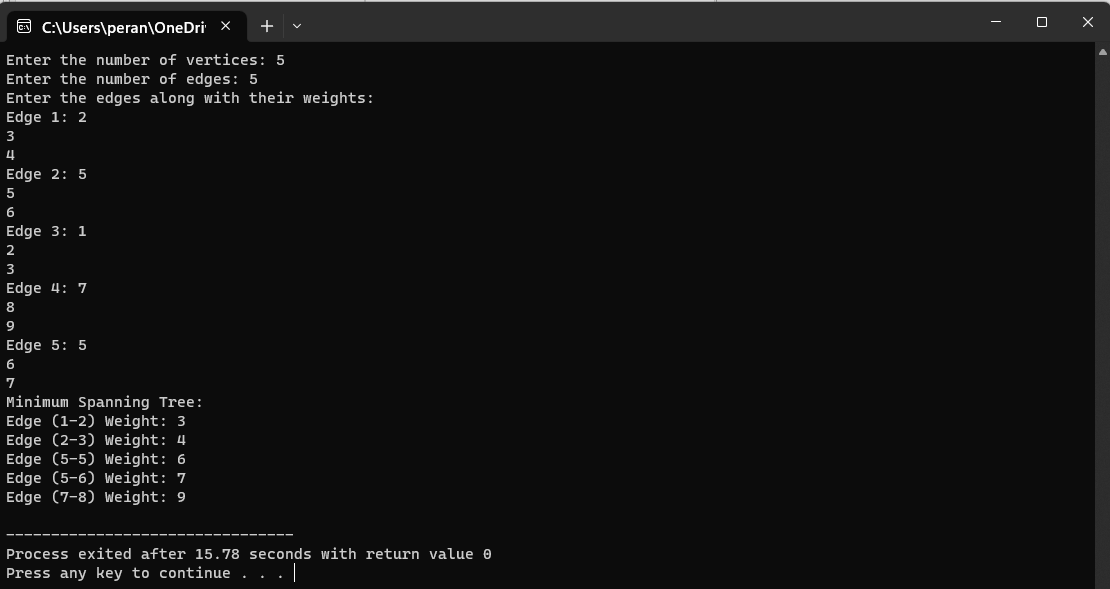 C:\Users\peran\OneDri
Enter the number of vertices: 5
Enter the number of edges: 5
Enter the edges along with their weights:
Edge 1: 2
3
4
Edge 2: 5
5
6
Edge 3: 1
2
3
Edge 4: 7
8
9
Edge 5: 5
6
7
Minimum Spanning Tree:
Edge (1-2) Weight: 3
Edge (2-3) Weight: 4
Edge (5-5) Weight: 6
Edge (5-6) Weight: 7
Edge (7-8) Weight: 9
--------------------------------
Process exited after 15.78 seconds with return value 0
Press any key to continue . . .